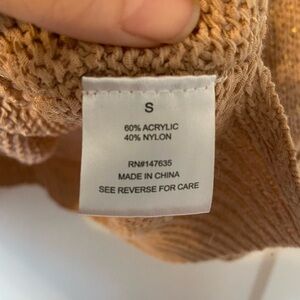 S
60% ACRYLIC
40% NYLON
RN#147635
MADE IN CHINA
SEE REVERSE FOR CARE